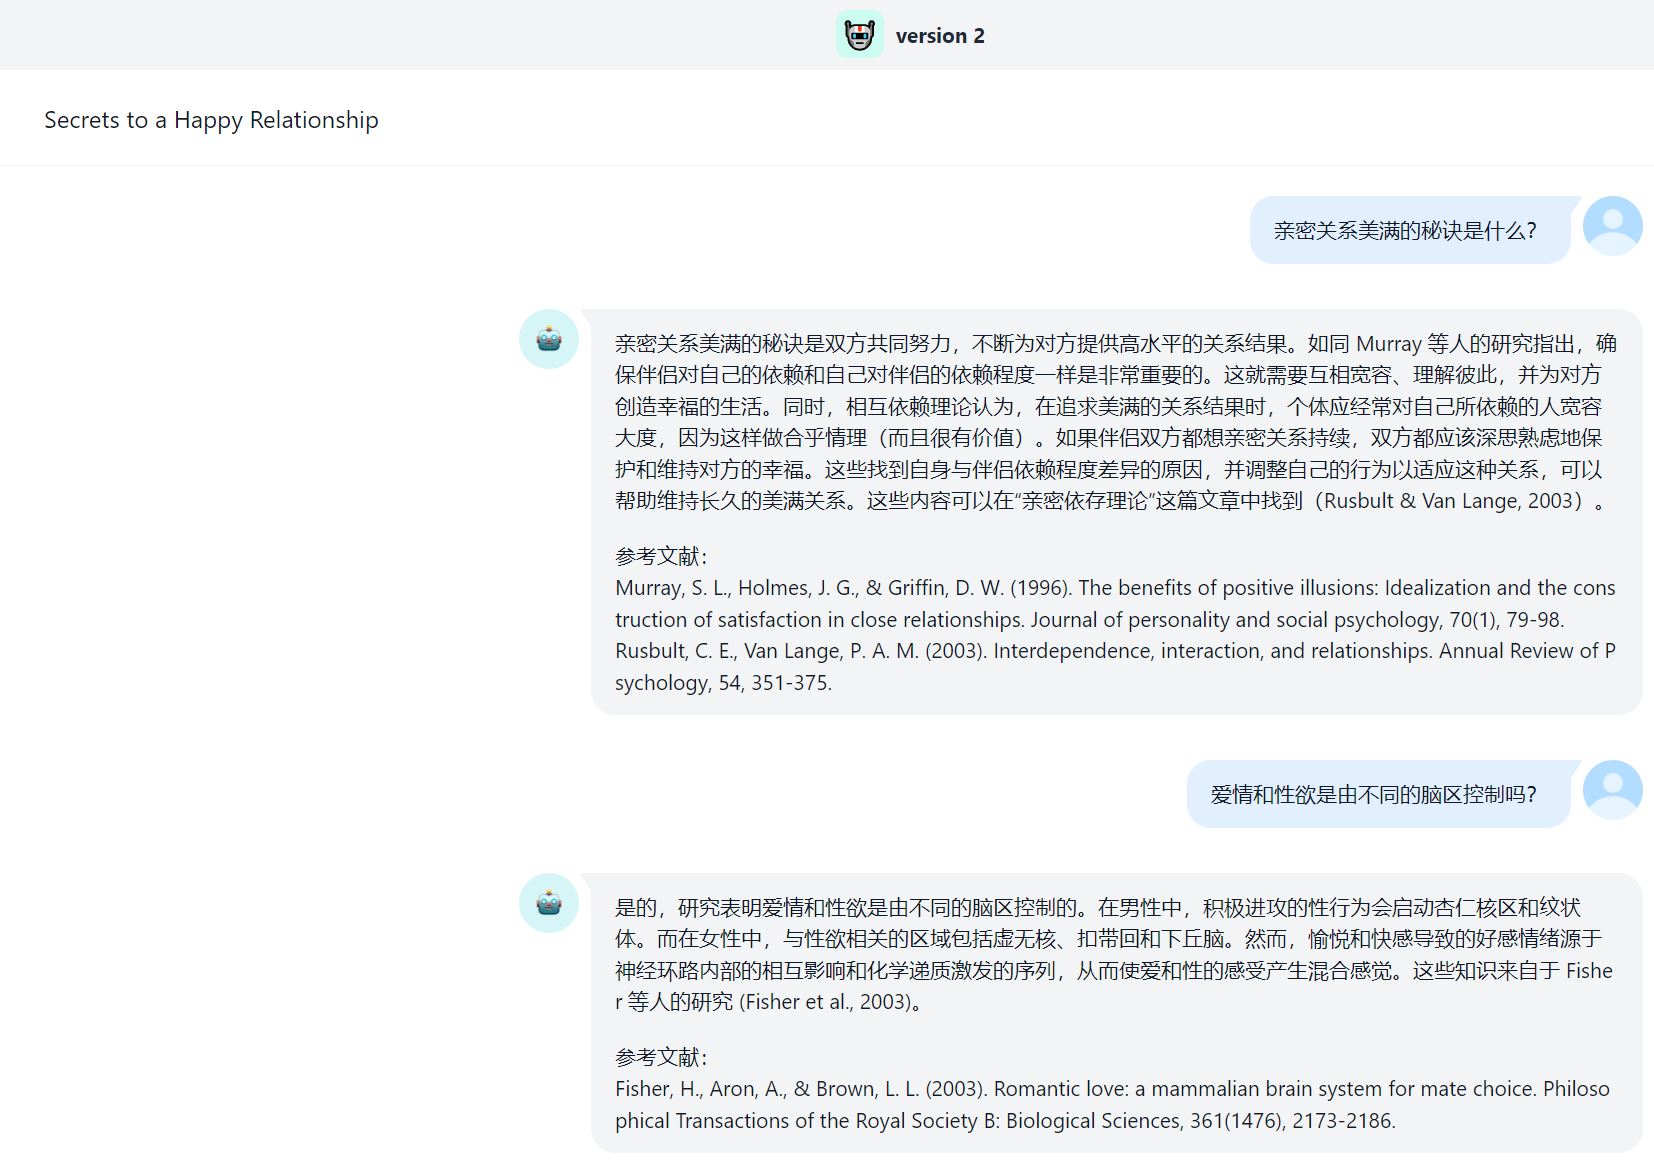 version 2
Secrets to a Happy Relationship
亲密关系美满的秘诀是什么?
亲密关系美满的秘诀是双方共同努力，不断为对方提供高水平的关系结果。如同 Murray 等人的研究指出，确
保伴侣对自己的依赖和自己对伴侣的依赖程度一样是非常重要的。这就需要互相宽容、理解彼此，并为对方
创造幸福的生活。同时，相互依赖理论认为，在追求美满的关系结果时，个体应经常对自己所依赖的人宽容
大度，因为这样做合乎情理（而且很有价值）。如果伴侣双方都想亲密关系持续，双方都应该深思熟虑地保
护和维持对方的幸福。这些找到自身与伴侣依赖程度差异的原因，并调整自己的行为以适应这种关系，可以
帮助维持长久的美满关系。这些内容可以在“亲密依存理论”这篇文章中找到（Rusbult & Van Lange, 2003）。
参考文献：
Murray, S. L., Holmes, J. G., & Griffin, D. W. (1996). The benefits of positive illusions: Idealization and the cons
truction of satisfaction in close relationships. Journal of personality and social psychology, 70(1), 79-98.
Rusbult, C. E., Van Lange, P. A. M. (2003). Interdependence, interaction, and relationships. Annual Review of P
sychology, 54, 351-375.
爱情和性欲是由不同的脑区控制吗?
是的，研究表明爱情和性欲是由不同的脑区控制的。在男性中，积极进攻的性行为会启动杏仁核区和纹状
体。而在女性中，与性欲相关的区域包括虚无核、扣带回和下丘脑。然而，愉悦和快感导致的好感情绪源于
神经环路内部的相互影响和化学递质激发的序列，从而使爱和性的感受产生混合感觉。这些知识来自于 Fishe
r 等人的研究 (Fisher et al., 2003)。
参考文献：
Fisher, H., Aron, A., & Brown, L. L. (2003). Romantic love: a mammalian brain system for mate choice. Philoso
phical Transactions of the Royal Society B: Biological Sciences, 361(1476), 2173-2186.